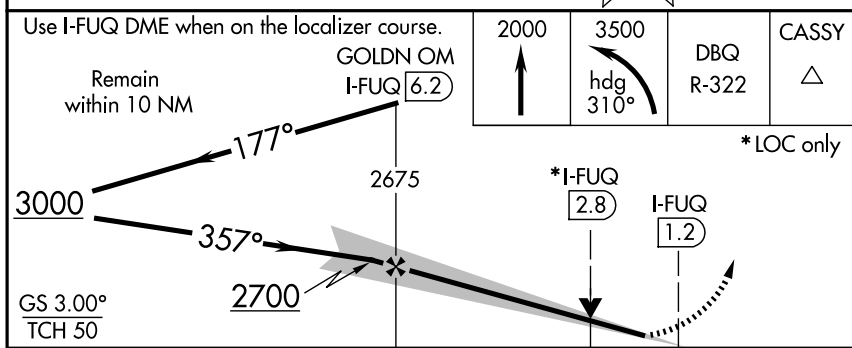 Use I-FUQ DME when on the localizer course.
GOLDN OM
I-FUQ 6.2
Remain
within 10 NM
2000
3500
hdg
310°
DBQ
R-322
CASSY
* LOC only
177°
2675
*I-FUQ
2.8
I-FUQ
1.2
3000
357°
2700
GS 3.00°
TCH 50